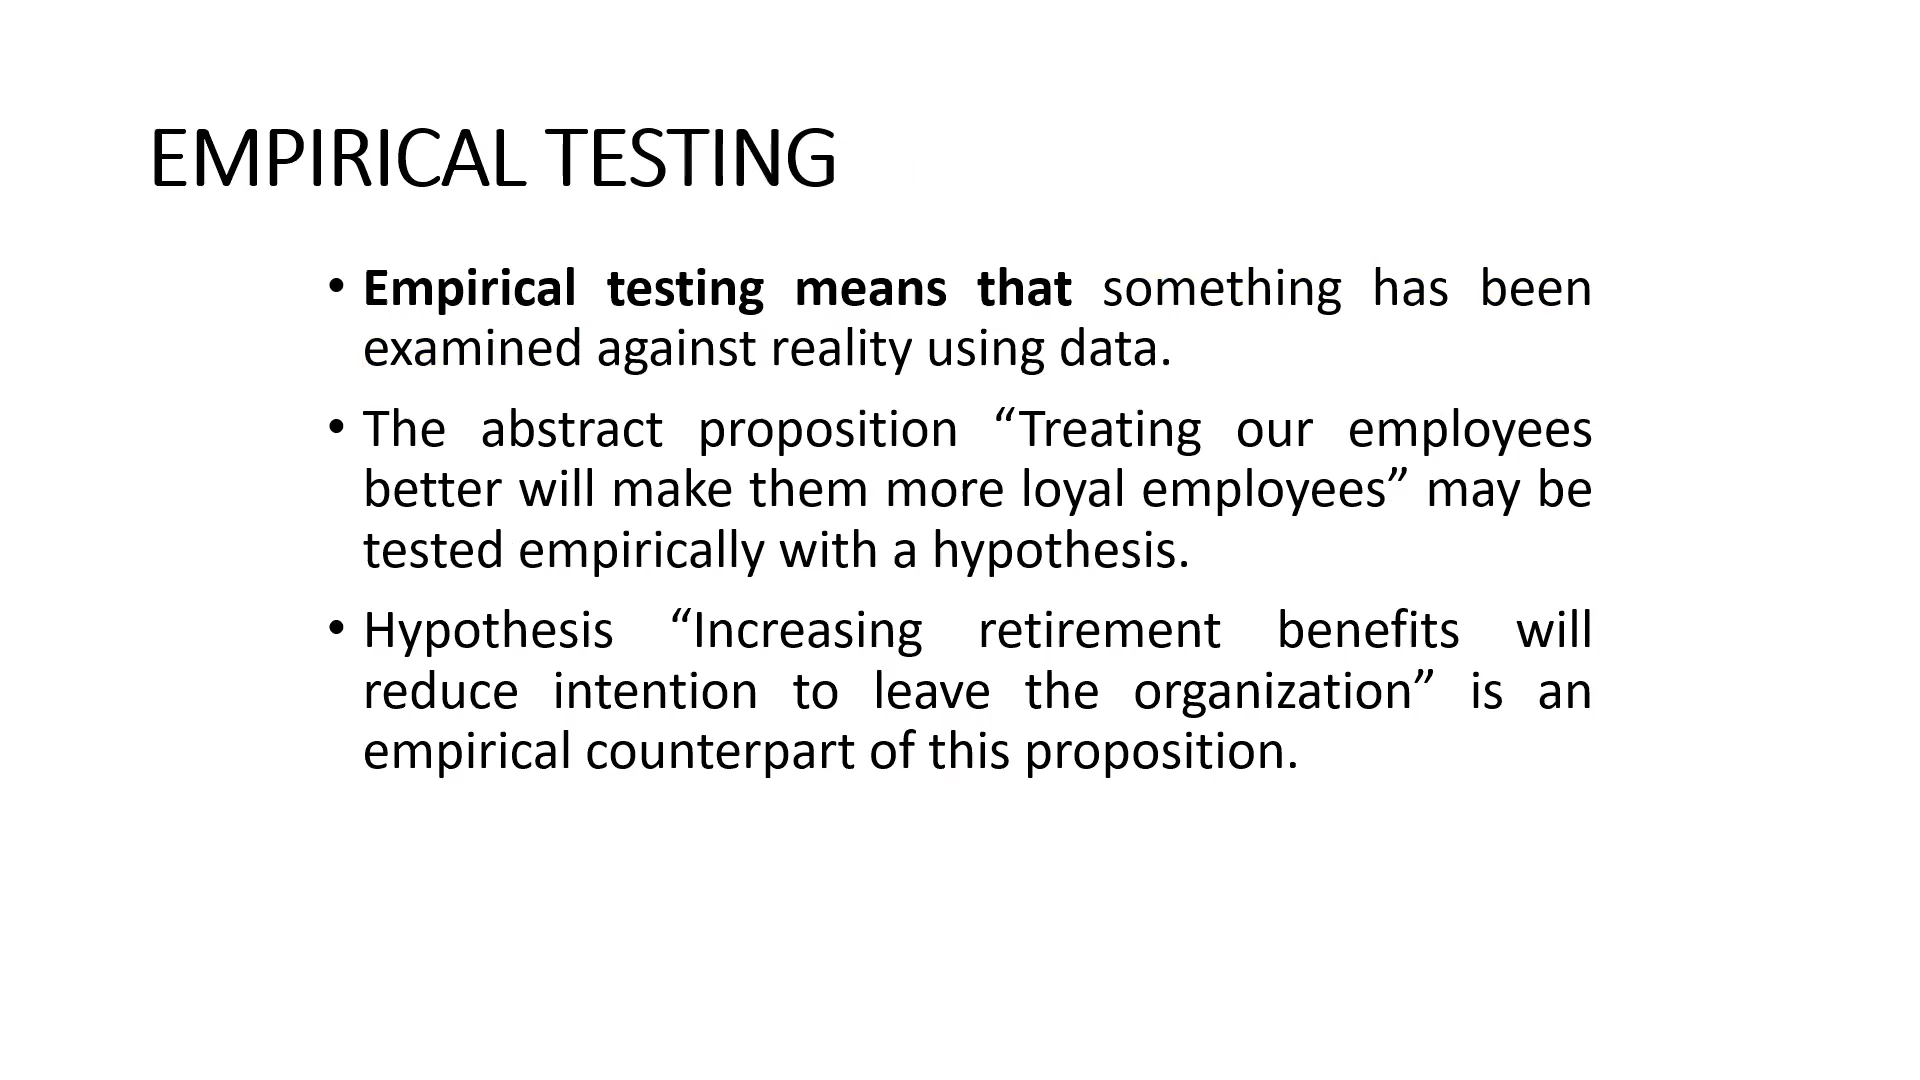 EMPIRICAL TESTING
• Empirical testing means that something has been
examined against reality using data.
• The abstract proposition “Treating our employees
better will make them more loyal employees” may be
tested empirically with a hypothesis.
• Hypothesis “Increasing retirement benefits will
reduce intention to leave the organization” is an
empirical counterpart of this proposition.